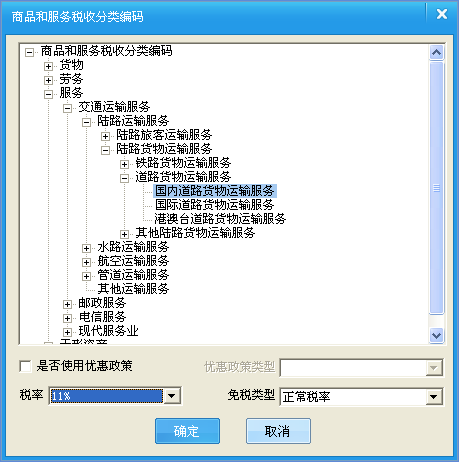 商品和服务税收分类编码
商品和服务税收分类编码
货物
劳务
服务
交通运输服务
陆路运输服务
陆路旅客运输服务
陆路货物运输服务
铁路货物运输服务
道路货物运输服务
国内道路货物运输服务
国际道路货物运输服务
港澳台道路货物运输服务
其他陆路货物运输服务
水路运输服务
航空运输服务
管道运输服务
其他运输服务
邮政服务
电信服务
现代服务业
无形资产
是否使用优惠政策 优惠政策类型
税率 11% 免税类型 正常税率
确定 取消